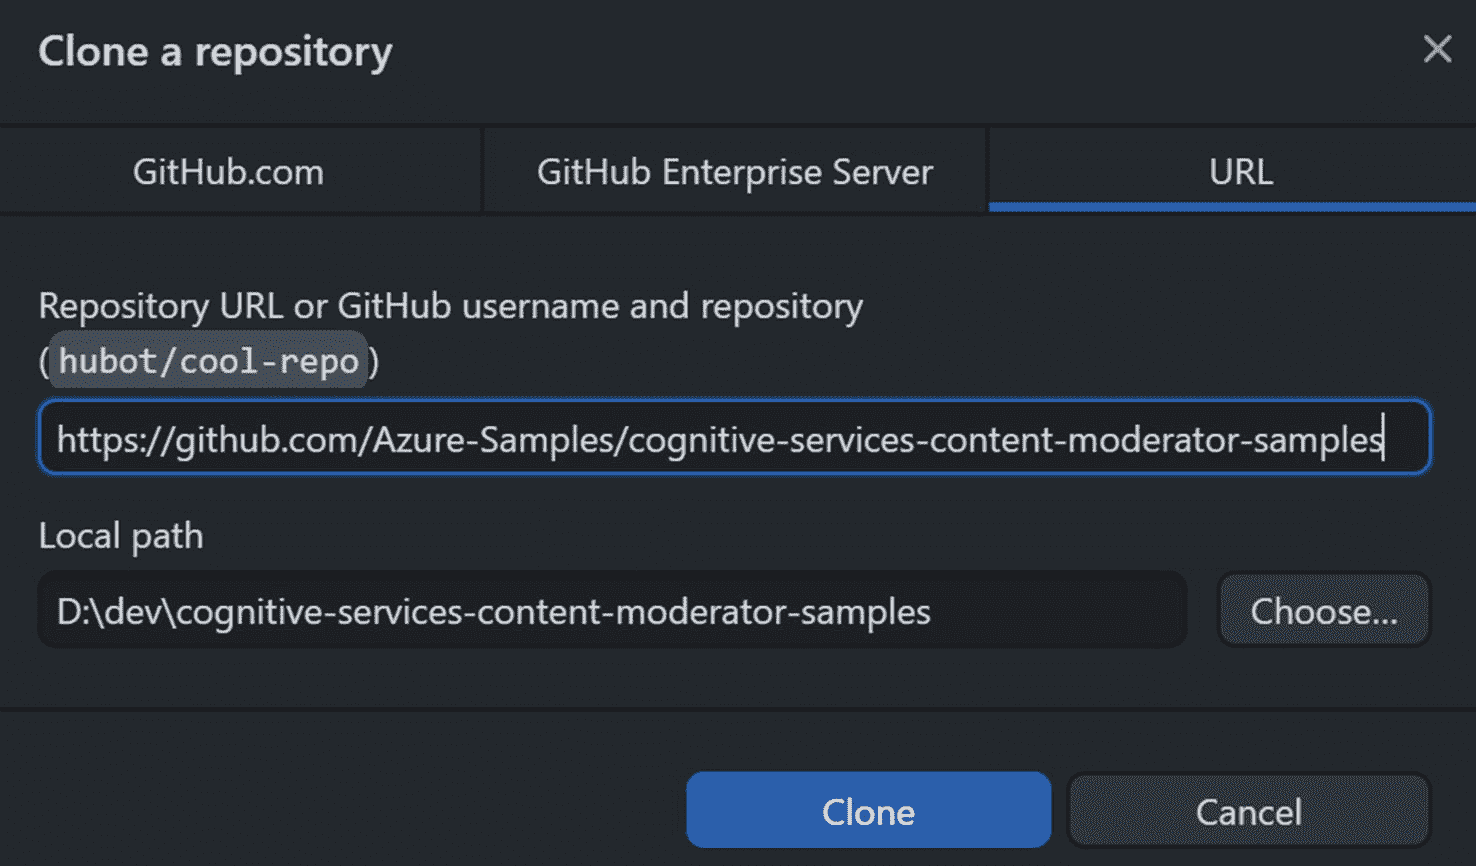 Clone a repository
GitHub.com
GitHub Enterprise Server
URL
Repository URL or GitHub username and repository
(hubot/cool-repo)
https://github.com/Azure-Samples/cognitive-services-content-moderator-samples
Local path
D:\dev\cognitive-services-content-moderator-samples
Choose...
Clone
Cancel